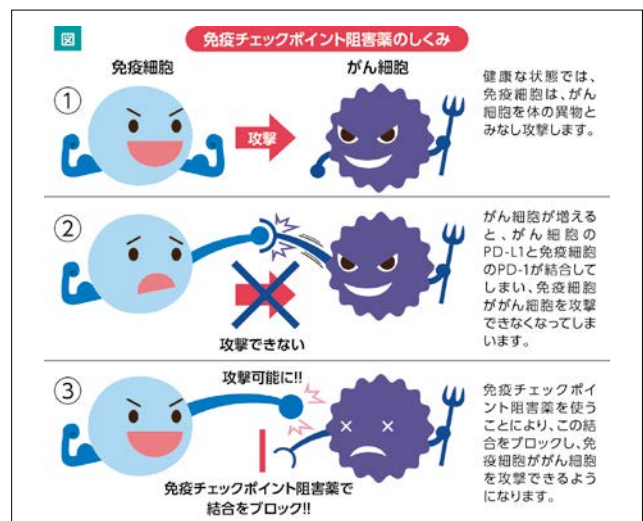 図
免疫チェックポイント阻害薬のしくみ
免疫細胞
がん細胞
①
攻撃
健康な状態では、
免疫細胞は、がん
細胞を体の異物と
みなし攻撃します。
②
攻撃できない
がん細胞が増える
と、がん細胞の
PD-L1と免疫細胞
のPD-1が結合して
しまい、免疫細胞
ががん細胞を攻撃
できなくなってしま
います。
③
攻撃可能に!!
免疫チェックポイント阻害薬で
結合をブロック!!
免疫チェックポイ
ント阻害薬を使う
ことにより、この結
合をブロックし、免
疫細胞ががん細胞
を攻撃できるよう
になります。